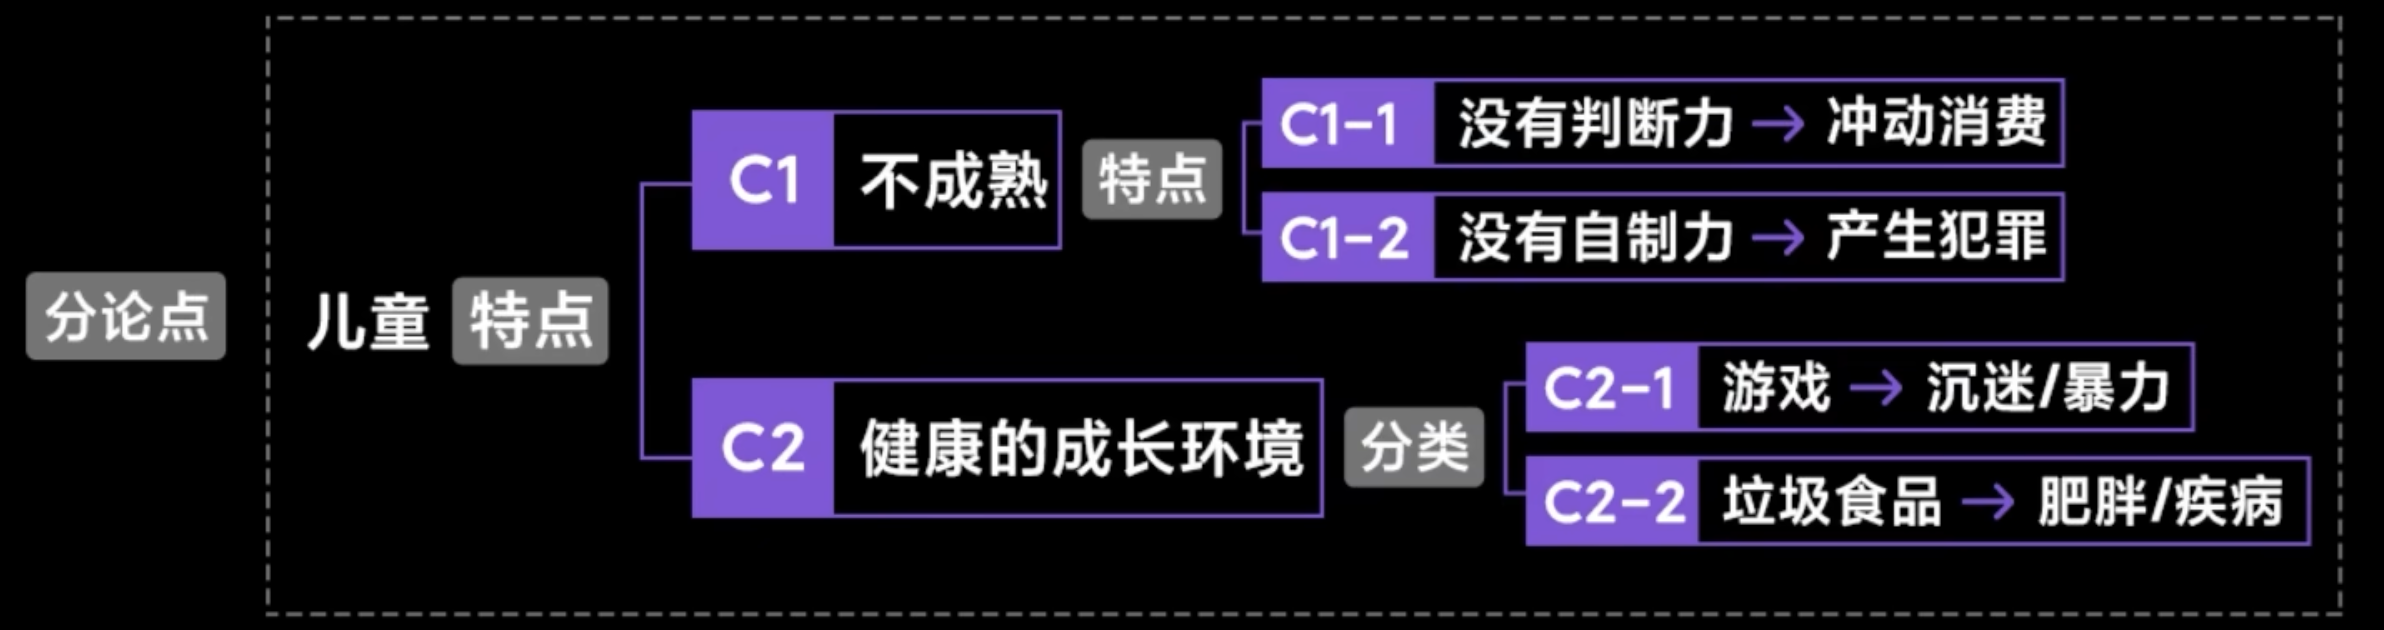 分论点
儿童 特点
C1 不成熟 特点
C1-1 没有判断力 → 冲动消费
C1-2 没有自制力 → 产生犯罪
C2 健康的成长环境 分类
C2-1 游戏 → 沉迷/暴力
C2-2 垃圾食品 → 肥胖/疾病